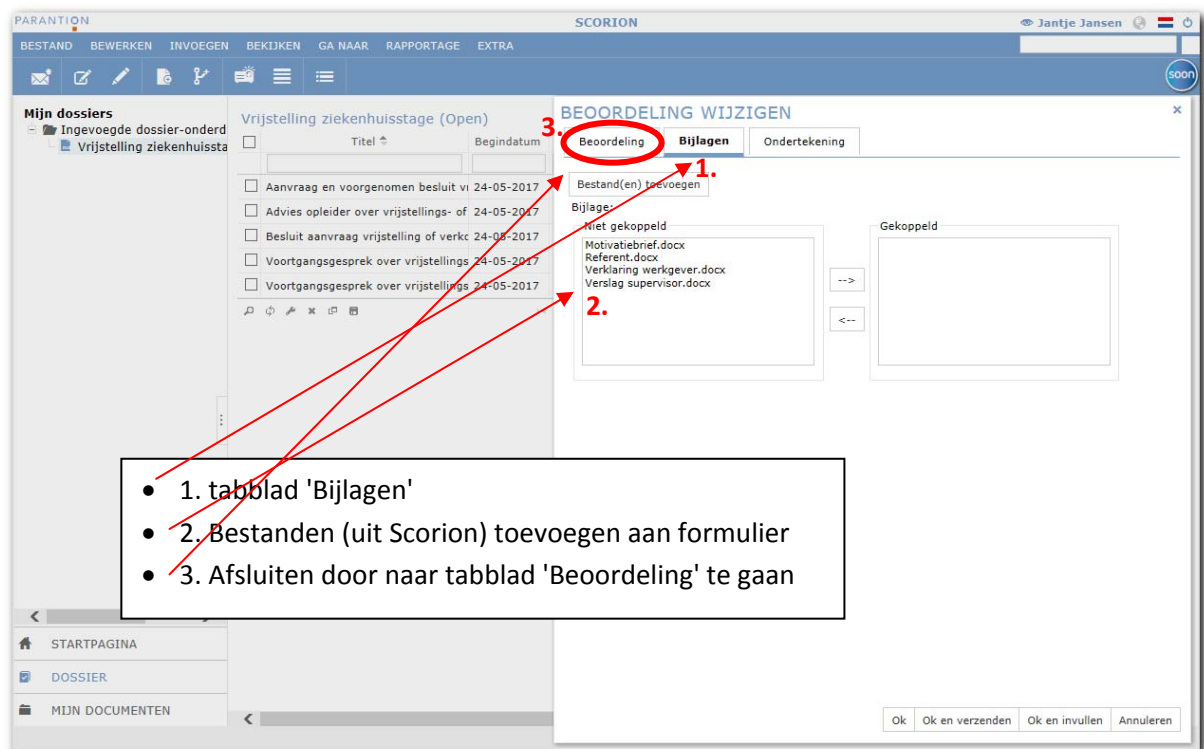 PARANTION
SCORION
Jantje Jansen
BESTAND BEWERKEN INVOEGEN BEKIJKEN GA NAAR RAPPORTAGE EXTRA
soon
Mijn dossiers
Ingevoegde dossier-onderd
Vrijstelling ziekenhuissta
Vrijstelling ziekenhuisstage (Open)
Titel Begindatum
Aanvraag en voorgenomen besluit vi 24-05-2017
Advies opleider over vrijstellings- of 24-05-2017
Besluit aanvraag vrijstelling of verko 24-05-2017
Voortgangsgesprek over vrijstellings 24-05-2017
Voortgangsgesprek over vrijstellings 24-05-2017
BEOORDELING WIJZIGEN
x
3.
Beoordeling Bijlagen Ondertekening
1.
Bestand(en) toevoegen
Bijlage:
Niet gekoppeld
Gekoppeld
Motivatiebrief.docx
Referent.docx
Verklaring werkgever.docx
Verslag supervisor.docx
2.
-->
<--
• 1. tabblad 'Bijlagen'
• 2. Bestanden (uit Scorion) toevoegen aan formulier
• 3. Afsluiten door naar tabblad 'Beoordeling' te gaan
STARTPAGINA
DOSSIER
MIJN DOCUMENTEN
Ok Ok en verzenden Ok en invullen Annuleren